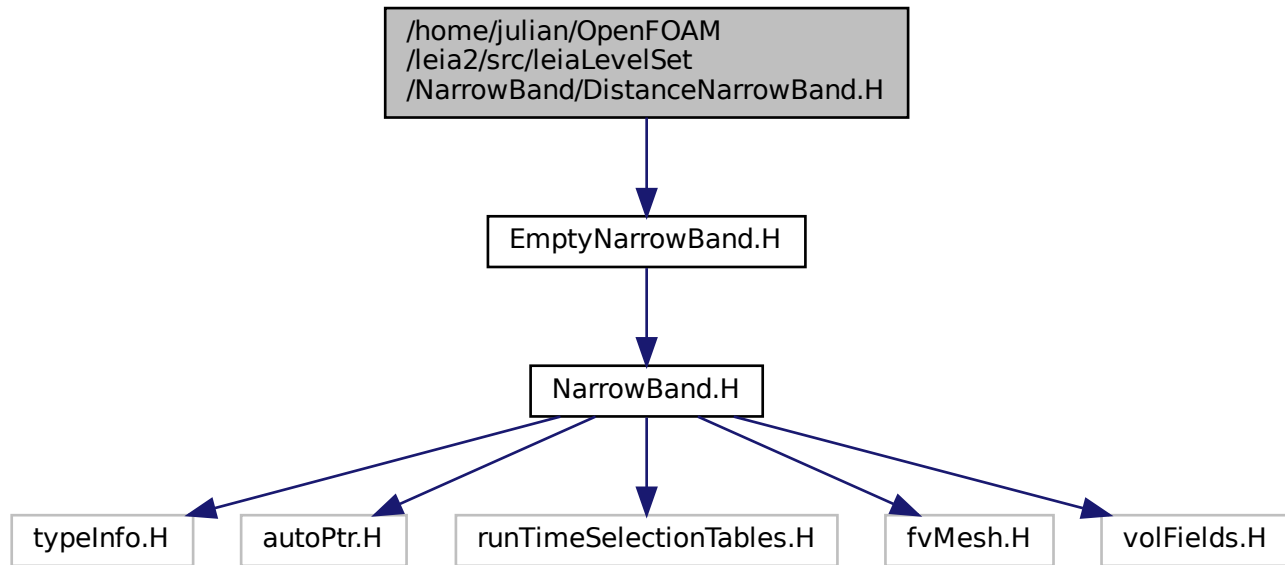 /home/julian/OpenFOAM
/leia2/src/leiaLevelSet
/NarrowBand/DistanceNarrowBand.H
EmptyNarrowBand.H
NarrowBand.H
typeInfo.H
autoPtr.H
runTimeSelectionTables.H
fvMesh.H
volFields.H